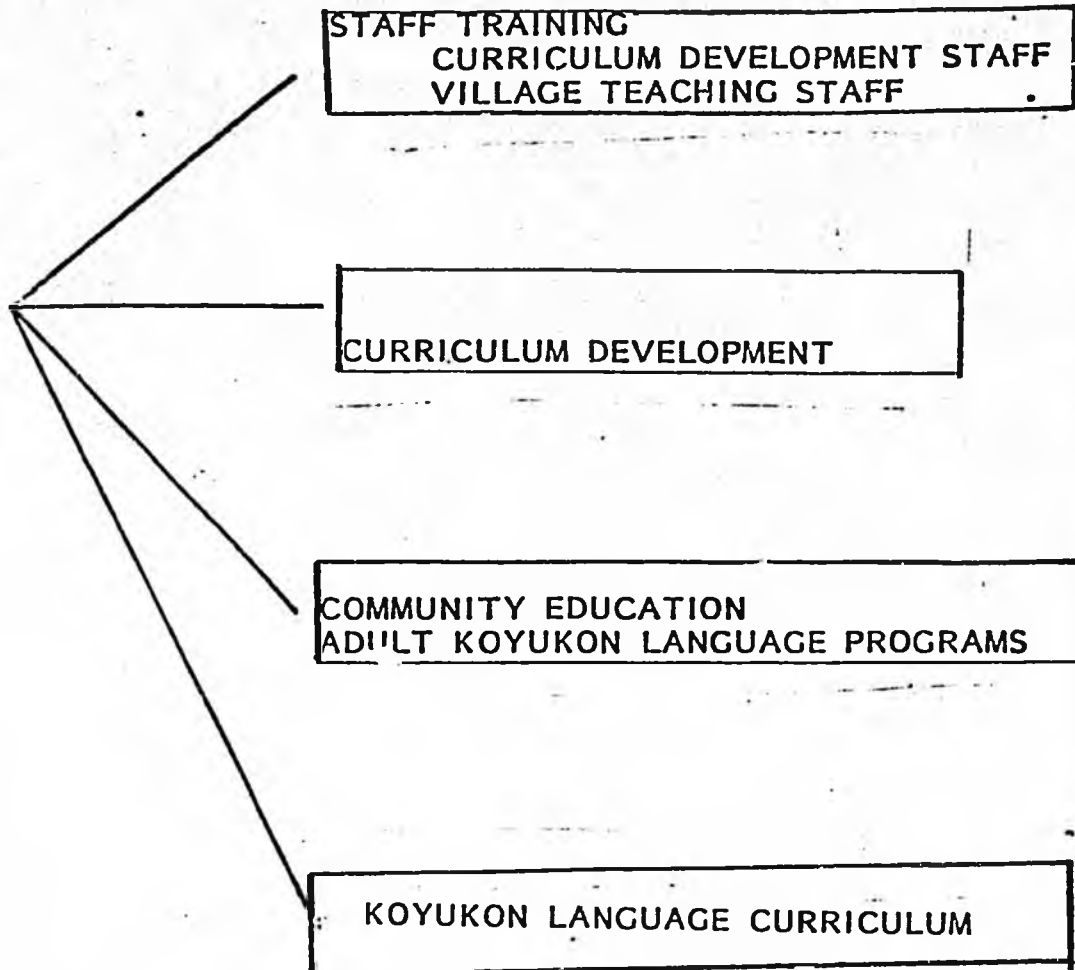 STAFF TRAINING
CURRICULUM DEVELOPMENT STAFF
VILLAGE TEACHING STAFF
CURRICULUM DEVELOPMENT
COMMUNITY EDUCATION
ADULT KOYUKON LANGUAGE PROGRAMS
KOYUKON LANGUAGE CURRICULUM